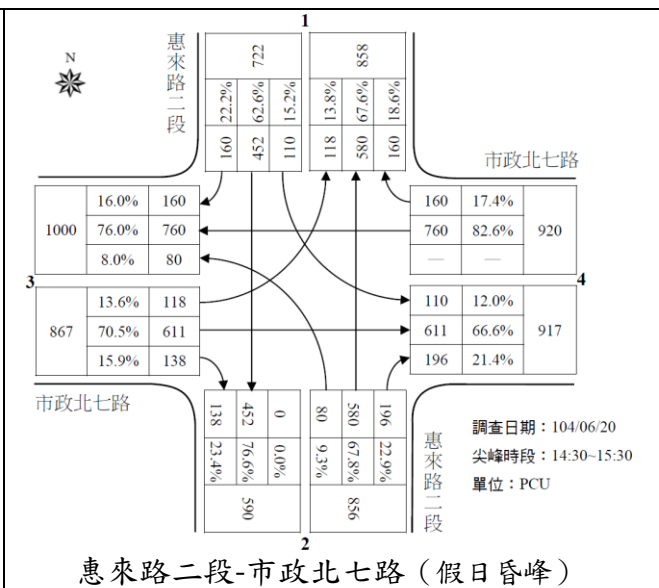 1
N
惠來路二段
722
858
22.2% 62.6% 15.2%
13.8% 67.6% 18.6%
160 452 110
118 580 160
市政北七路
1000
16.0% 160
76.0% 760
8.0% 80
160 17.4%
760 82.6%
— —
920
3
4
867
13.6% 118
70.5% 611
15.9% 138
110 12.0%
611 66.6%
196 21.4%
917
市政北七路
138 452 0
80 580 196
23.4% 76.6% 0.0%
9.3% 67.8% 22.9%
590
856
惠來路二段
調查日期：104/06/20
尖峰時段：14:30~15:30
單位：PCU
2
惠來路二段-市政北七路（假日昏峰）